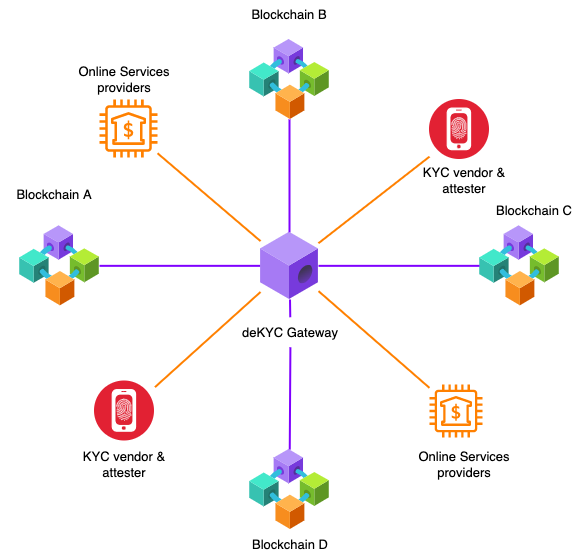 Blockchain B
Online Services
providers
$
KYC vendor &
attester
Blockchain A
Blockchain C
deKYC Gateway
KYC vendor &
attester
$
Online Services
providers
Blockchain D